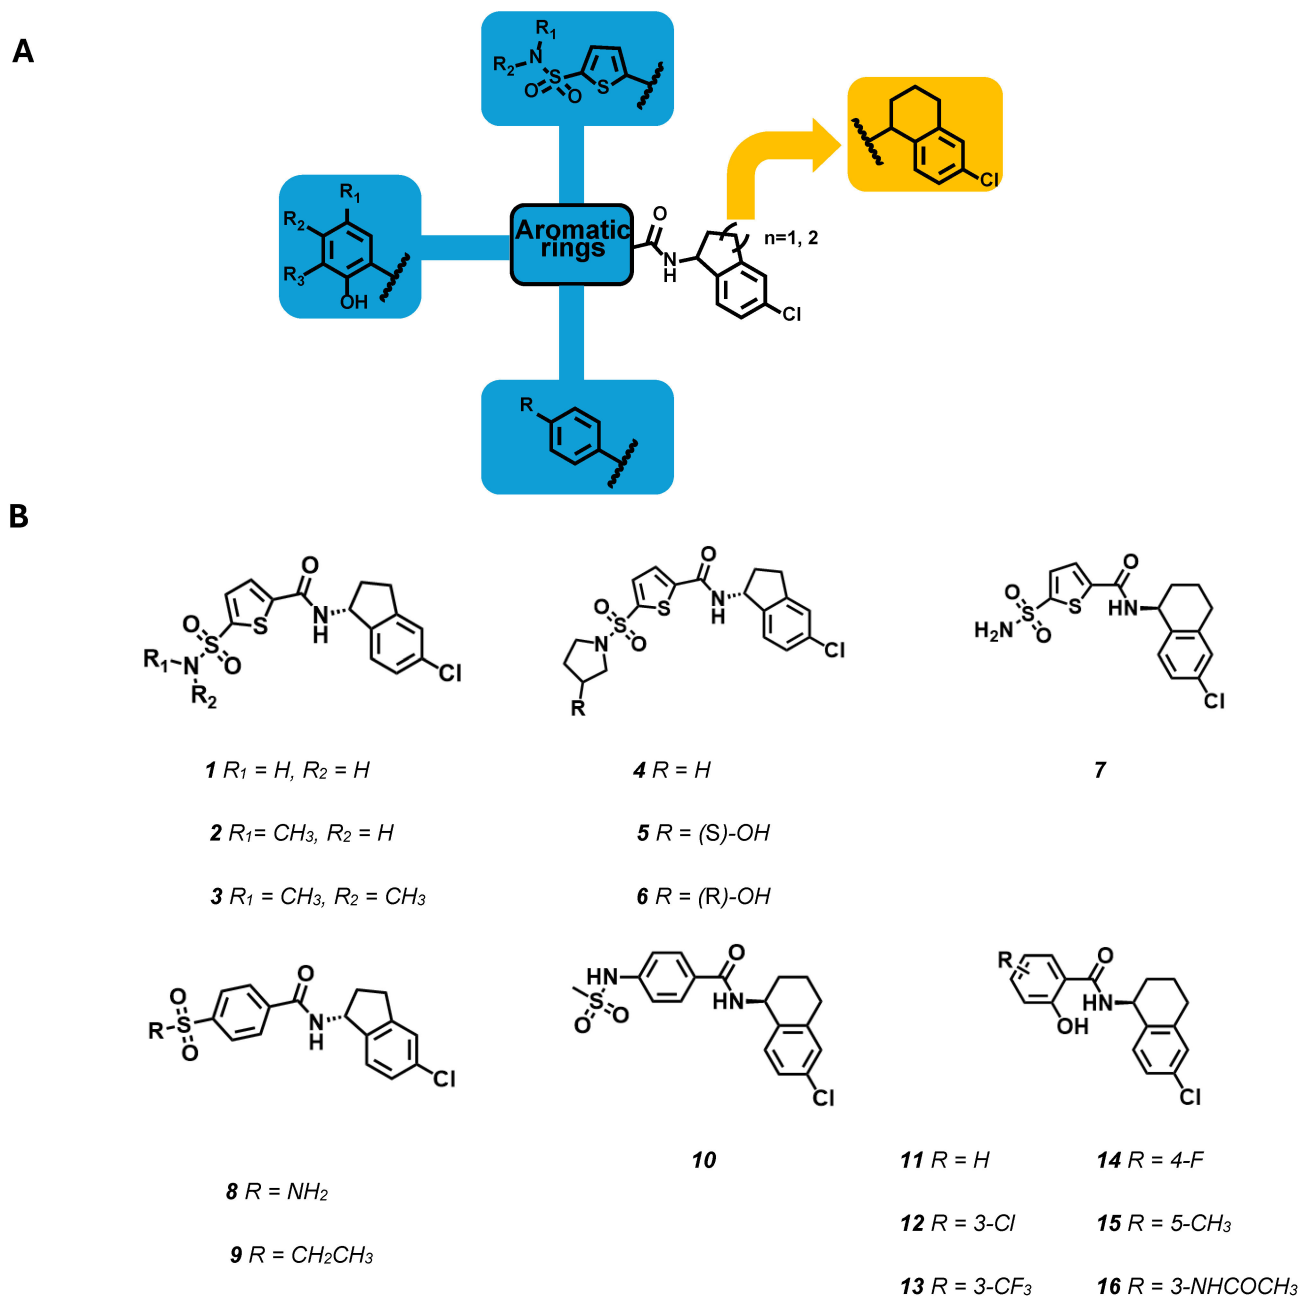 A
R1
R2 N
S
O O
S
Cl
R1
R2
R3
OH
Aromatic
rings
O
N
H
n=1, 2
Cl
R
B
O
S
N
H
O
S
O
R1 N
R2
Cl
O
S
N
H
O
S
O
N
R
Cl
O
S
HN
O
S
O
H2N
Cl
1 R1 = H, R2 = H
4 R = H
7
2 R1= CH3, R2 = H
5 R = (S)-OH
3 R1 = CH3, R2 = CH3
6 R = (R)-OH
O
N
H
O
R S
O
Cl
O
HN
HN
S
O O
Cl
R
O
HN
OH
Cl
10
11 R = H
14 R = 4-F
8 R = NH2
12 R = 3-Cl
15 R = 5-CH3
9 R = CH2CH3
13 R = 3-CF3
16 R = 3-NHCOCH3